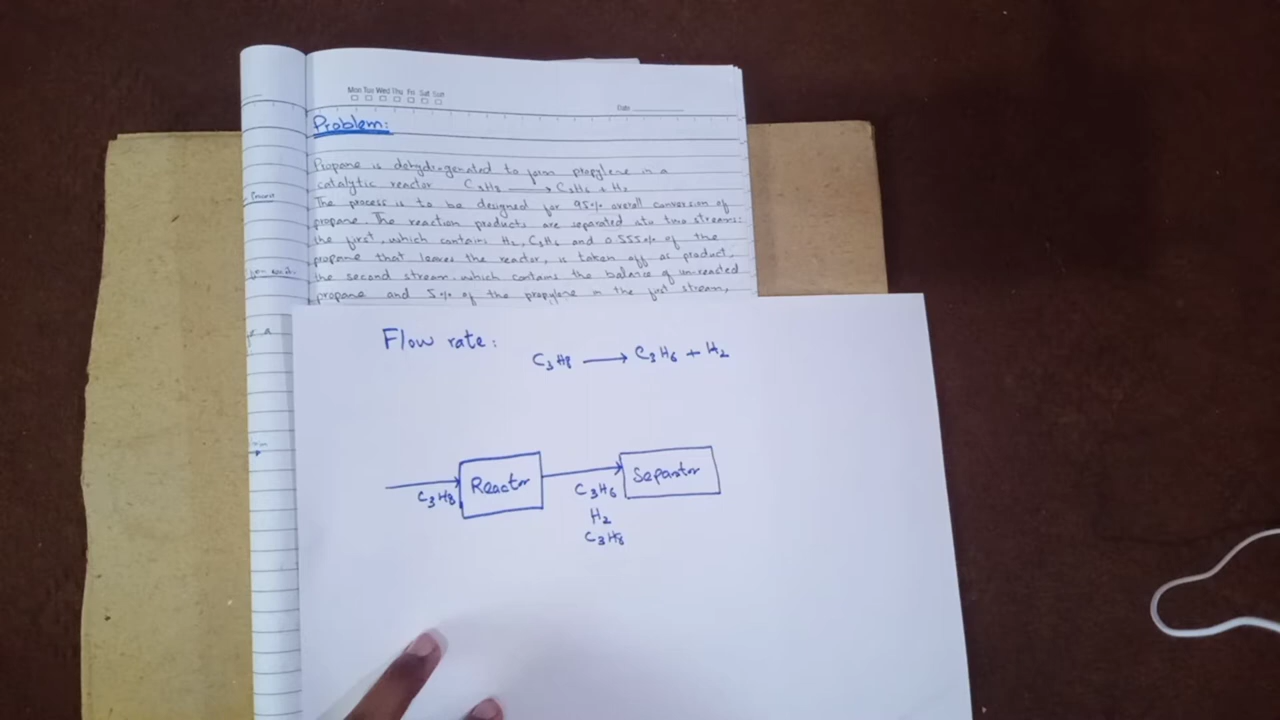 Mon Tue Wed Thu Fri Sat Sun
Date
Problem:
Propane is dehydrogenated to form propylene in a
catalytic reactor C3H8 ⟶ C3H6 + H2
The process is to be designed for 95% overall conversion of
propane. The reaction products are separated into two streams:
the first, which contains H2, C3H6 and 0.555% of the
propane that leaves the reactor, is taken off as product.
the second stream, which contains the balance of un-reacted
propane and 5% of the propylene in the first stream,
Flow rate:
C3H8 ⟶ C3H6 + H2
Reactor
Separtor
C3H8
C3H6
H2
C3H8